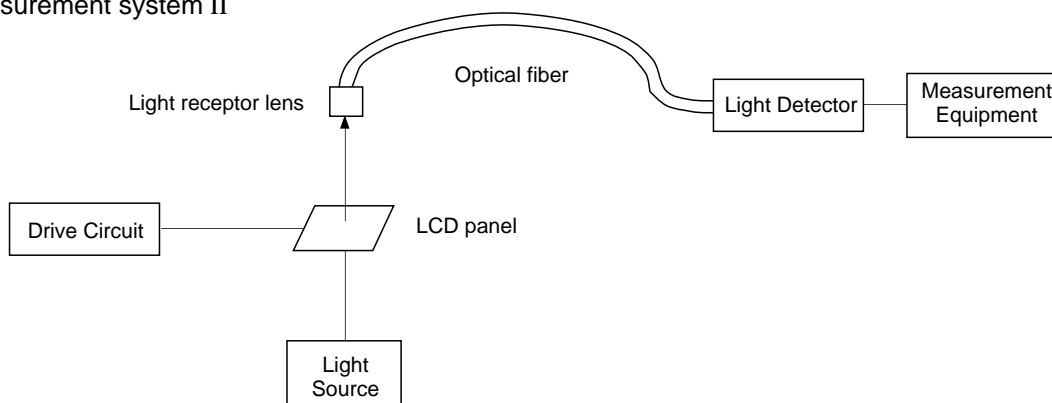 surement system II
Optical fiber
Light receptor lens
Light Detector
Measurement
Equipment
Drive Circuit
LCD panel
Light
Source